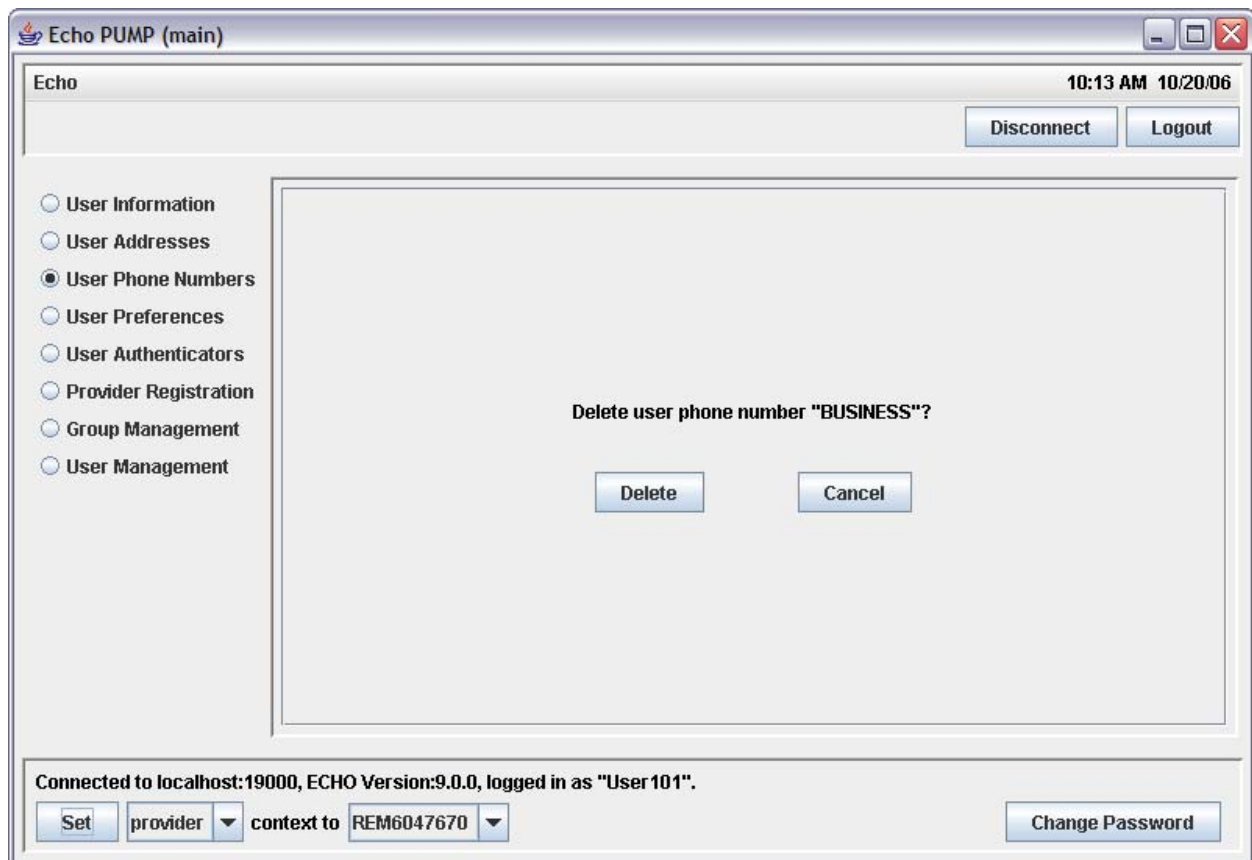 Echo PUMP (main)
Echo 10:13 AM 10/20/06
Disconnect Logout
User Information
User Addresses
User Phone Numbers
User Preferences
User Authenticators
Provider Registration
Group Management
User Management
Delete user phone number "BUSINESS"?
Delete Cancel
Connected to localhost:19000, ECHO Version:9.0.0, logged in as "User101".
Set provider context to REM6047670 Change Password